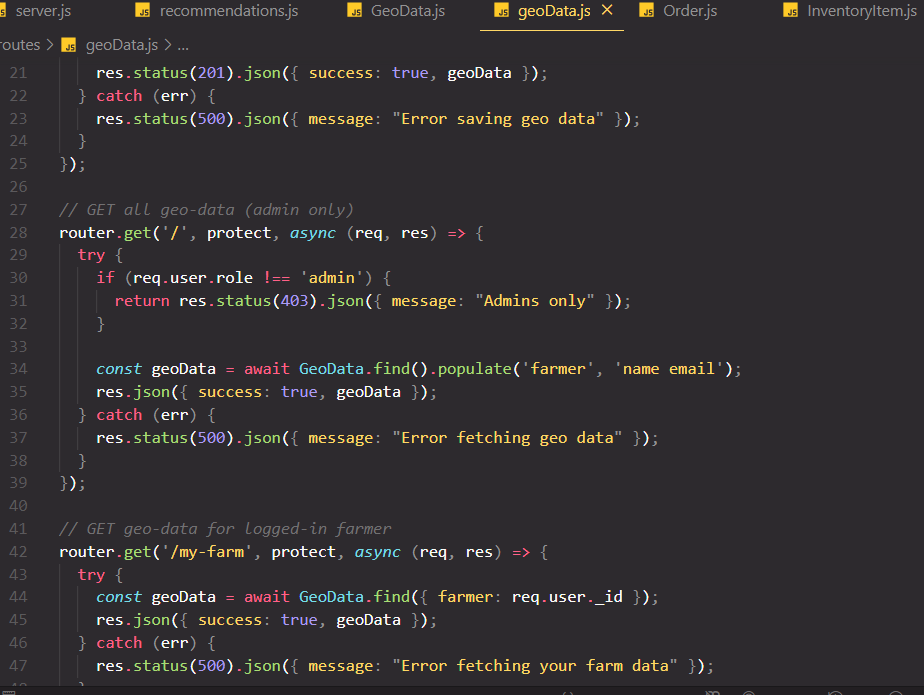 server.js recommendations.js GeoData.js geoData.js Order.js InventoryItem.js
routes > geoData.js > ...
21 res.status(201).json({ success: true, geoData });
22 } catch (err) {
23 res.status(500).json({ message: "Error saving geo data" });
24 }
25 });
26
27 // GET all geo-data (admin only)
28 router.get('/', protect, async (req, res) => {
29 try {
30 if (req.user.role !== 'admin') {
31 return res.status(403).json({ message: "Admins only" });
32 }
33
34 const geoData = await GeoData.find().populate('farmer', 'name email');
35 res.json({ success: true, geoData });
36 } catch (err) {
37 res.status(500).json({ message: "Error fetching geo data" });
38 }
39 });
40
41 // GET geo-data for logged-in farmer
42 router.get('/my-farm', protect, async (req, res) => {
43 try {
44 const geoData = await GeoData.find({ farmer: req.user._id });
45 res.json({ success: true, geoData });
46 } catch (err) {
47 res.status(500).json({ message: "Error fetching your farm data" });